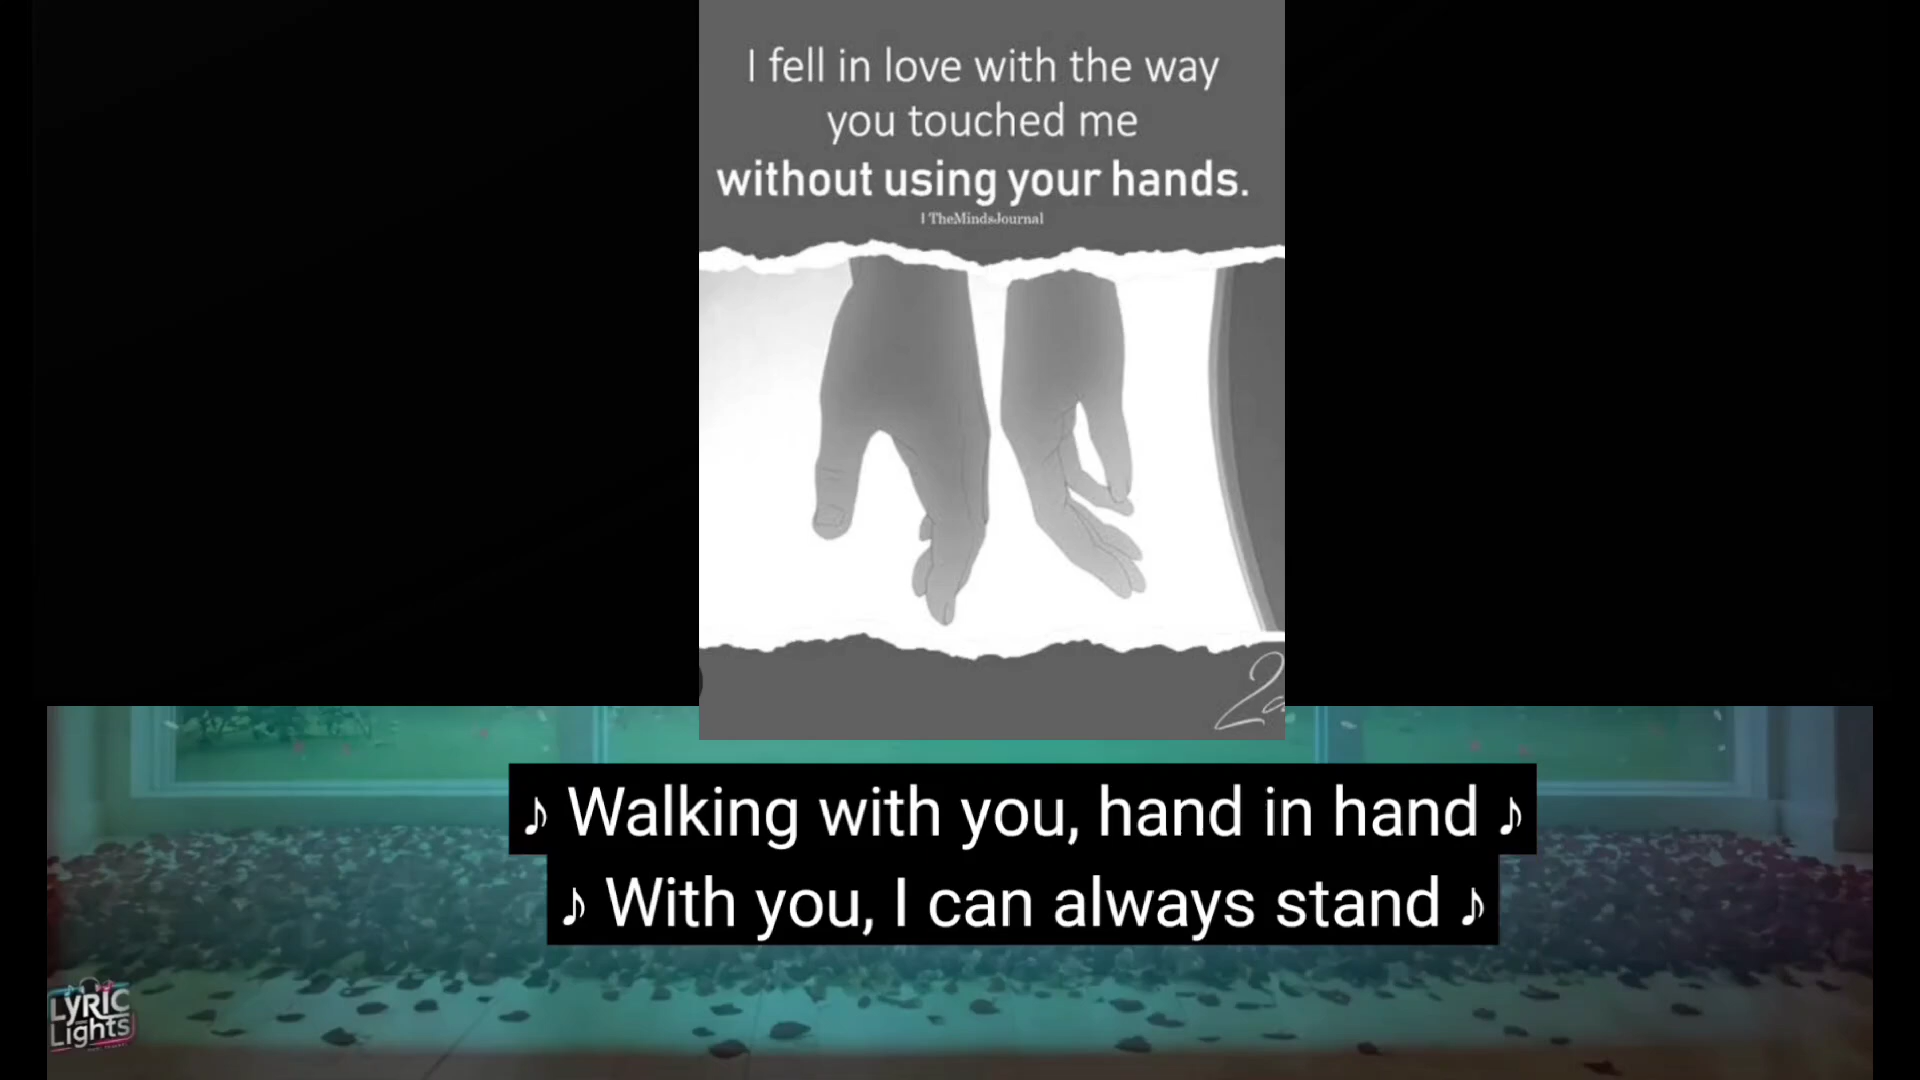 I fell in love with the way
you touched me
without using your hands.
| TheMindsJournal
♪ Walking with you, hand in hand ♪
♪ With you, I can always stand ♪
LYRIC
Lights